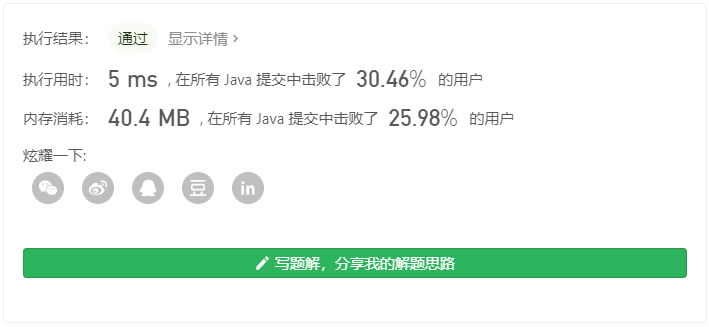 执行结果： 通过 显示详情 ›
执行用时： 5 ms , 在所有 Java 提交中击败了 30.46% 的用户
内存消耗： 40.4 MB , 在所有 Java 提交中击败了 25.98% 的用户
炫耀一下:
豆 in
写题解，分享我的解题思路